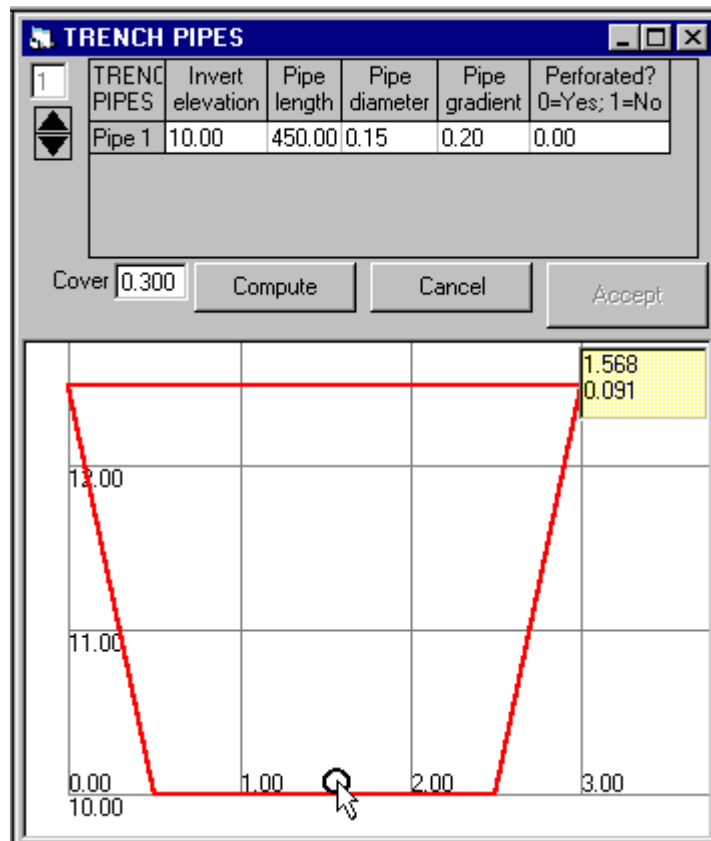 TRENCH PIPES
1
TRENC Invert Pipe Pipe Pipe Perforated?
PIPES elevation length diameter gradient 0=Yes; 1=No
Pipe 1 10.00 450.00 0.15 0.20 0.00
Cover 0.300 Compute Cancel Accept
1.568
0.091
12.00
11.00
0.00 1.00 2.00 3.00
10.00